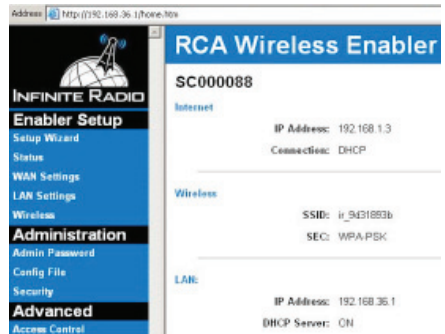 Address http://192.168.36.1/home.htm
INFINITE RADIO
Enabler Setup
Setup Wizard
Status
WAN Settings
LAN Settings
Wireless
Administration
Admin Password
Config File
Security
Advanced
Access Control
RCA Wireless Enabler
SC000088
Internet
IP Address: 192.168.1.3
Connection: DHCP
Wireless
SSID: ir_9d31893b
SEC: WPA-PSK
LAN:
IP Address: 192.168.36.1
DHCP Server: ON